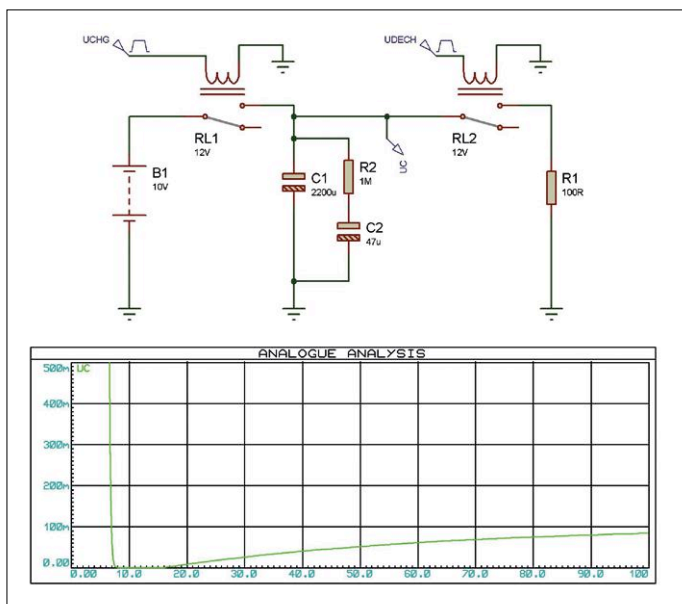 UCHG
UDECH
RL1
12V
RL2
12V
UC
B1
10V
C1
2200u
R2
1M
C2
47u
R1
100R
ANALOGUE ANALYSIS
500m
UC
400m
300m
200m
100m
0.00
0.00 10.0 20.0 30.0 40.0 50.0 60.0 70.0 80.0 90.0 100